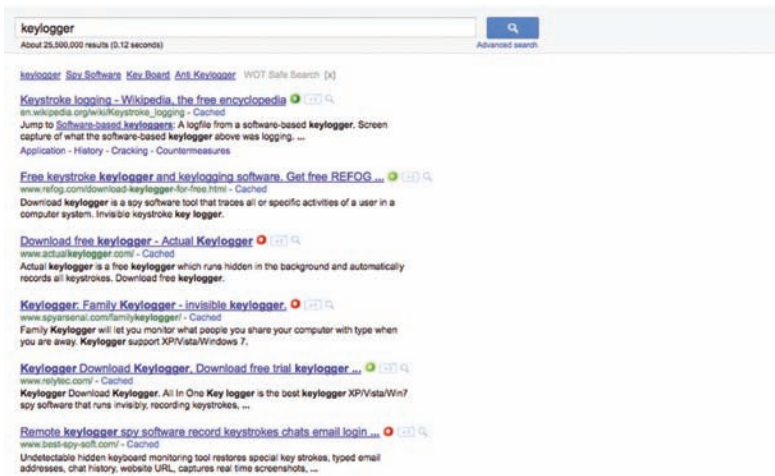 keylogger
About 25,500,000 results (0.12 seconds)
Advanced search
keylogger Spy Software Key Board Anti Keylogger WOT Safe Search [x]
Keystroke logging - Wikipedia, the free encyclopedia +1
en.wikipedia.org/wiki/Keystroke_logging - Cached
Jump to Software-based keyloggers: A logfile from a software-based keylogger. Screen
capture of what the software-based keylogger above was logging. ...
Application - History - Cracking - Countermeasures
Free keystroke keylogger and keylogging software. Get free REFOG ... +1
www.refog.com/download-keylogger-for-free.html - Cached
Download keylogger is a spy software tool that traces all or specific activities of a user in a
computer system. Invisible keystroke key logger.
Download free keylogger - Actual Keylogger +1
www.actualkeylogger.com/ - Cached
Actual keylogger is a free keylogger which runs hidden in the background and automatically
records all keystrokes. Download free keylogger.
Keylogger: Family Keylogger - invisible keylogger. +1
www.spyarsenal.com/familykeylogger/ - Cached
Family Keylogger will let you monitor what people you share your computer with type when
you are away. Keylogger support XP/Vista/Windows 7.
Keylogger Download Keylogger. Download free trial keylogger ... +1
www.relytec.com/ - Cached
Keylogger Download Keylogger. All In One Key logger is the best keylogger XP/Vista/Win7
spy software that runs invisibly, recording keystrokes, ...
Remote keylogger spy software record keystrokes chats email login ... +1
www.best-spy-soft.com/ - Cached
Undetectable hidden keyboard monitoring tool restores special key strokes, typed email
addresses, chat history, website URL, captures real time screenshots, ...